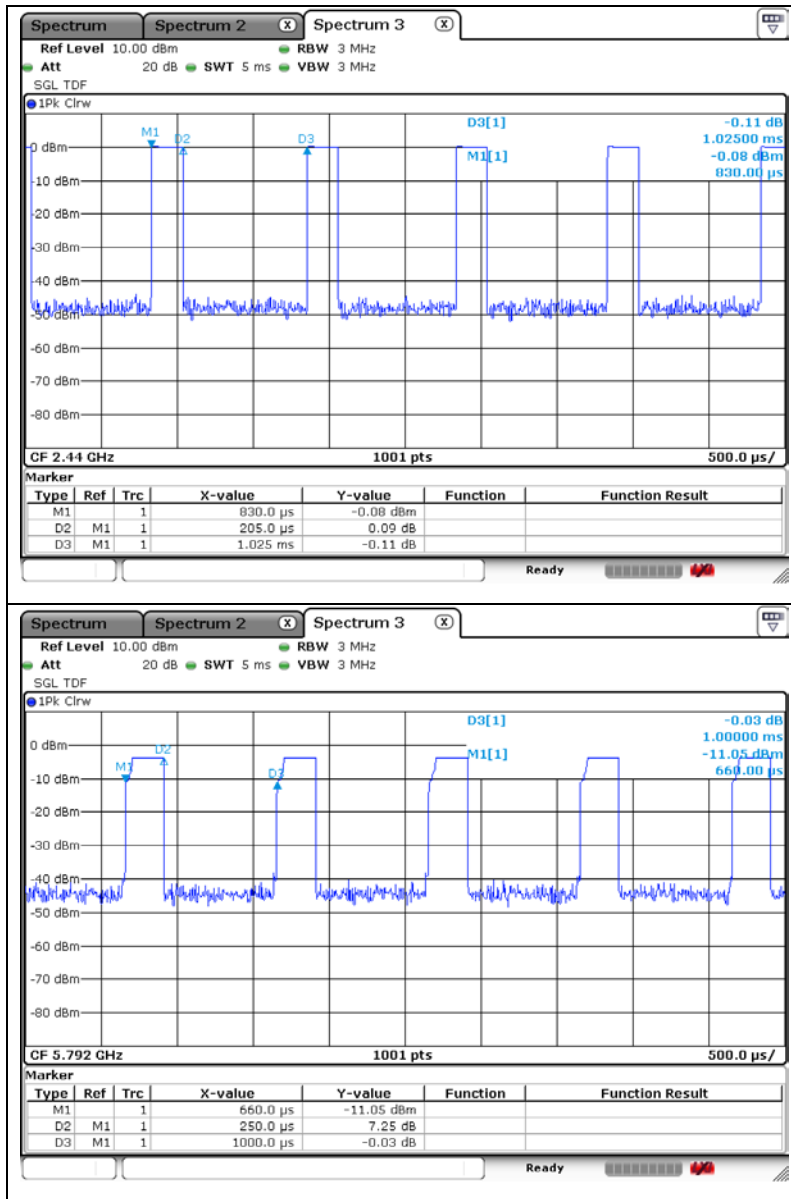 Spectrum Spectrum 2 X Spectrum 3 X
Ref Level 10.00 dBm RBW 3 MHz
Att 20 dB SWT 5 ms VBW 3 MHz
SGL TDF
1Pk Clrw
D3[1] -0.11 dB
1.02500 ms
M1[1] -0.08 dBm
830.00 µs
M1 D2 D3
0 dBm
-10 dBm
-20 dBm
-30 dBm
-40 dBm
-50 dBm
-60 dBm
-70 dBm
-80 dBm
CF 2.44 GHz 1001 pts 500.0 µs/
Marker
Type Ref Trc X-value Y-value Function Function Result
M1 1 830.0 µs -0.08 dBm
D2 M1 1 205.0 µs 0.09 dB
D3 M1 1 1.025 ms -0.11 dB
Ready
Spectrum Spectrum 2 X Spectrum 3 X
Ref Level 10.00 dBm RBW 3 MHz
Att 20 dB SWT 5 ms VBW 3 MHz
SGL TDF
1Pk Clrw
D3[1] -0.03 dB
1.00000 ms
M1[1] -11.05 dBm
660.00 µs
M1 D2 D3
0 dBm
-10 dBm
-20 dBm
-30 dBm
-40 dBm
-50 dBm
-60 dBm
-70 dBm
-80 dBm
CF 5.792 GHz 1001 pts 500.0 µs/
Marker
Type Ref Trc X-value Y-value Function Function Result
M1 1 660.0 µs -11.05 dBm
D2 M1 1 250.0 µs 7.25 dB
D3 M1 1 1000.0 µs -0.03 dB
Ready